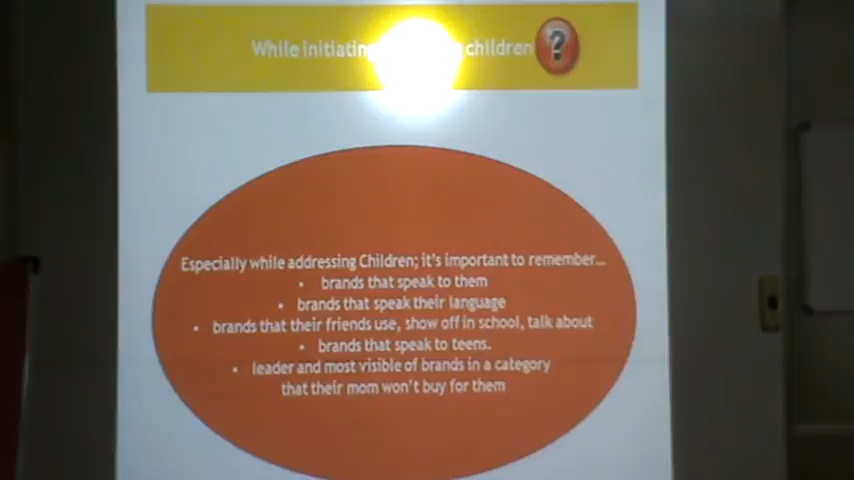 While initiating children ?
Especially while addressing Children; it's important to remember...
• brands that speak to them
• brands that speak their language
• brands that their friends use, show off in school, talk about
• brands that speak to teens.
• leader and most visible of brands in a category
that their mom won't buy for them